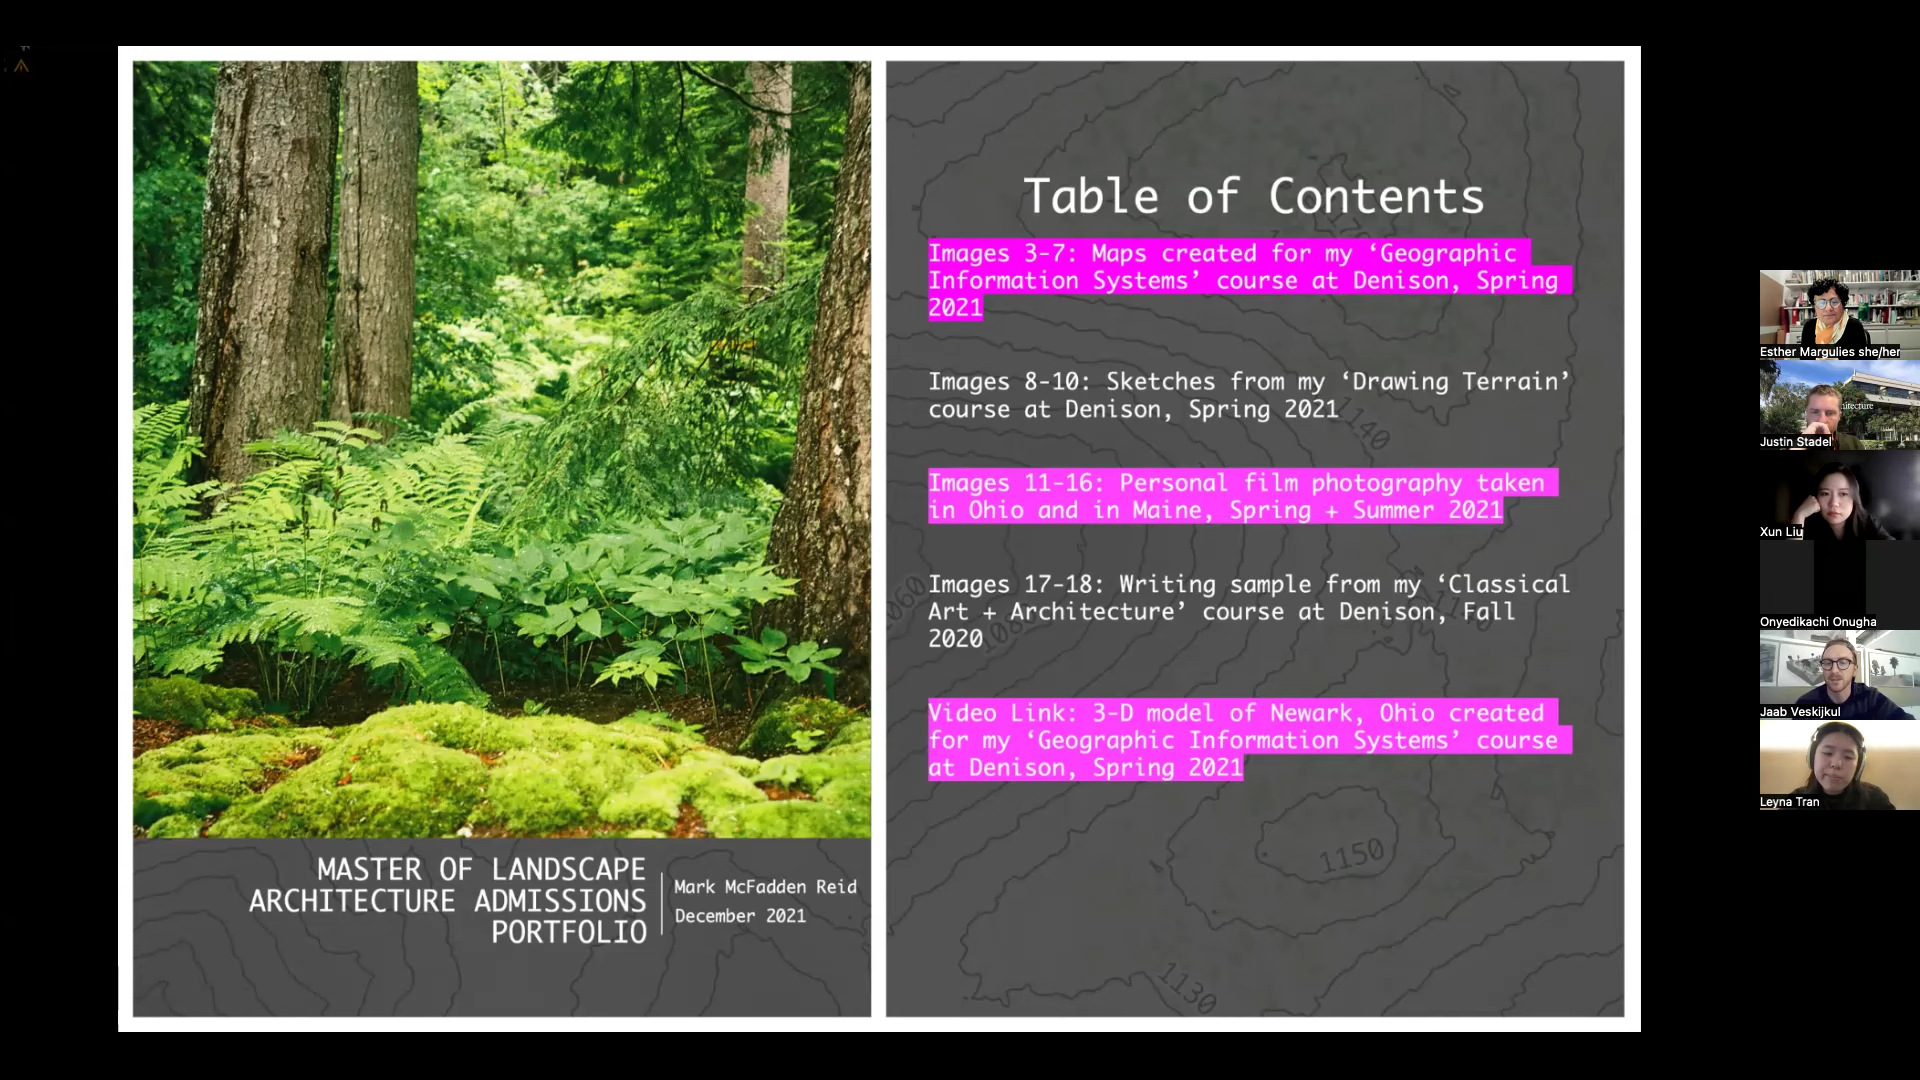 MASTER OF LANDSCAPE
ARCHITECTURE ADMISSIONS
PORTFOLIO
Mark McFadden Reid
December 2021
Table of Contents
Images 3-7: Maps created for my ‘Geographic
Information Systems’ course at Denison, Spring
2021
Images 8-10: Sketches from my ‘Drawing Terrain’
course at Denison, Spring 2021
1140
Images 11-16: Personal film photography taken
in Ohio and in Maine, Spring + Summer 2021
Images 17-18: Writing sample from my ‘Classical
Art + Architecture’ course at Denison, Fall
2020
Video Link: 3-D model of Newark, Ohio created
for my ‘Geographic Information Systems’ course
at Denison, Spring 2021
1150
1130
Esther Margulies she/her
Justin Stadel
Xun Liu
Onyedikachi Onugha
Jaab Veskijkul
Leyna Tran